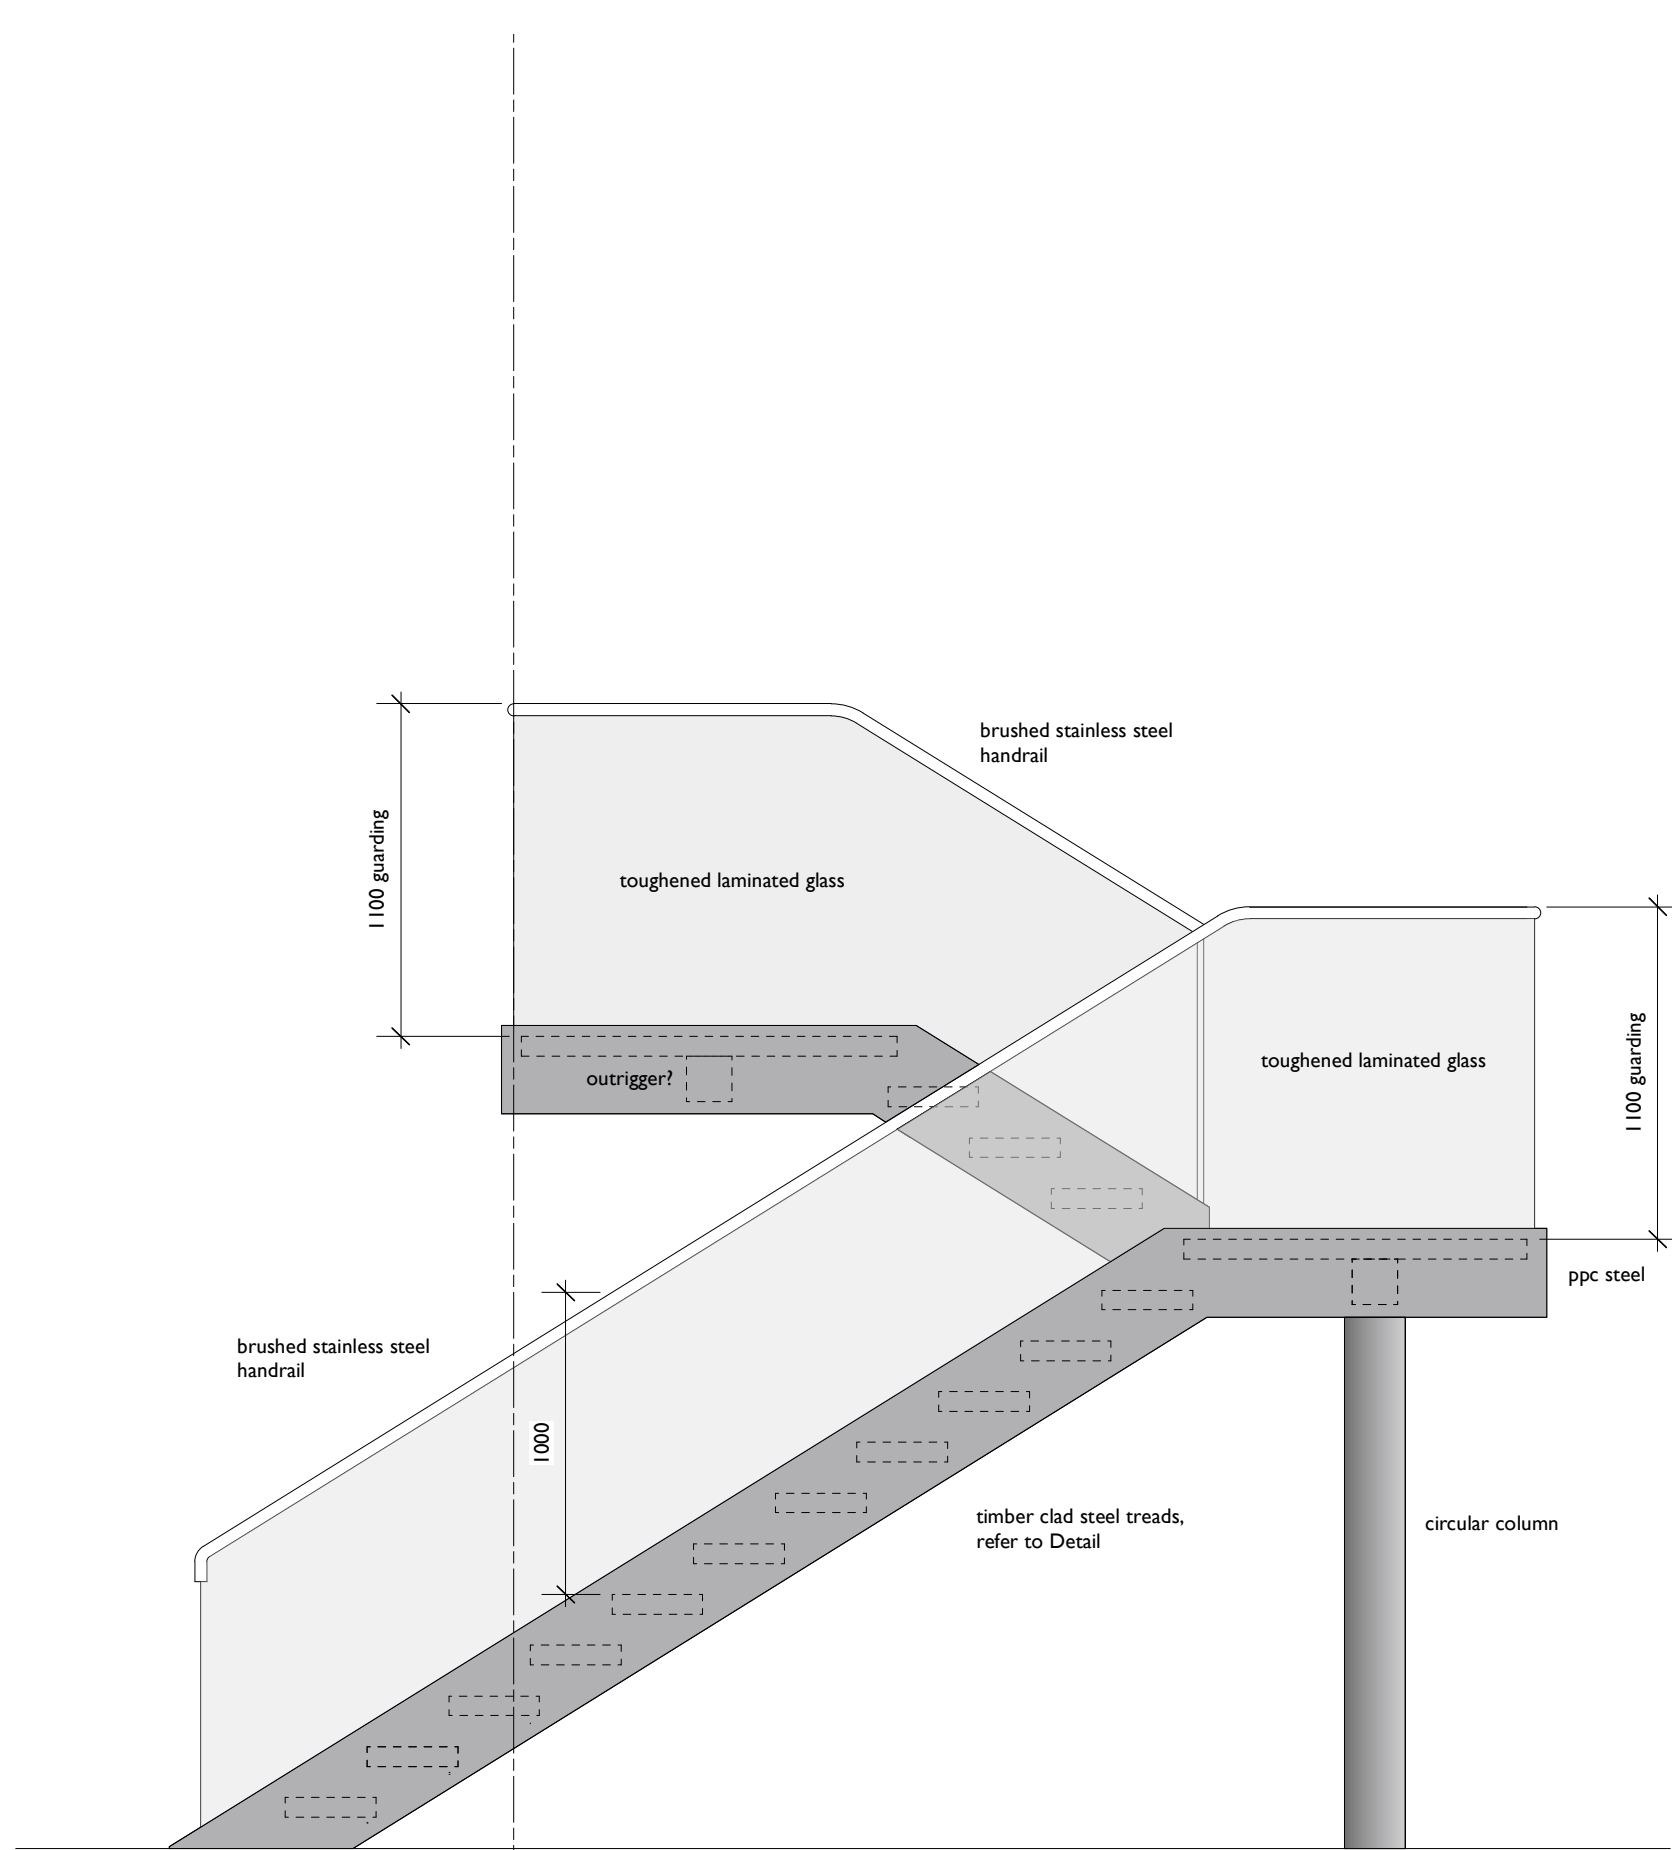 brushed stainless steel
handrail
1100 guarding
toughened laminated glass
1100 guarding
toughened laminated glass
outrigger?
ppc steel
brushed stainless steel
handrail
1000
timber clad steel treads,
refer to Detail
circular column